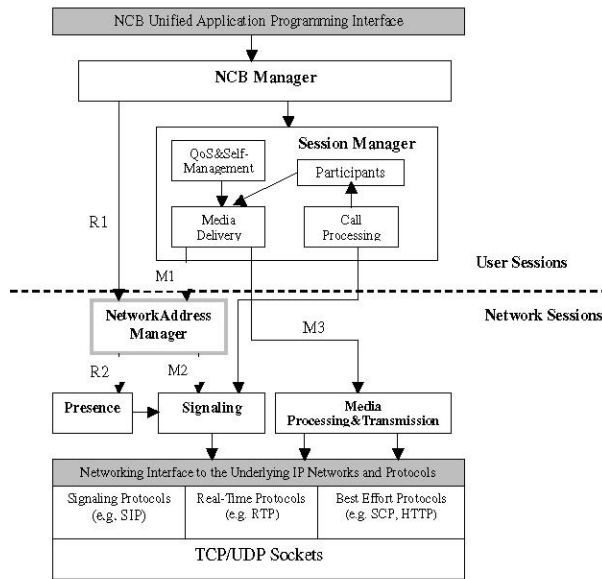 NCB Unified Application Programming Interface
NCB Manager
Session Manager
QoS&Self-
Management
Participants
Media
Delivery
Call
Processing
R1
M1
User Sessions
Network Address
Manager
Network Sessions
M3
R2
M2
Presence
Signaling
Media
Processing&Transmission
Networking Interface to the Underlying IP Networks and Protocols
Signaling Protocols
(e.g. SIP)
Real-Time Protocols
(e.g. RTP)
Best Effort Protocols
(e.g. SCP, HTTP)
TCP/UDP Sockets